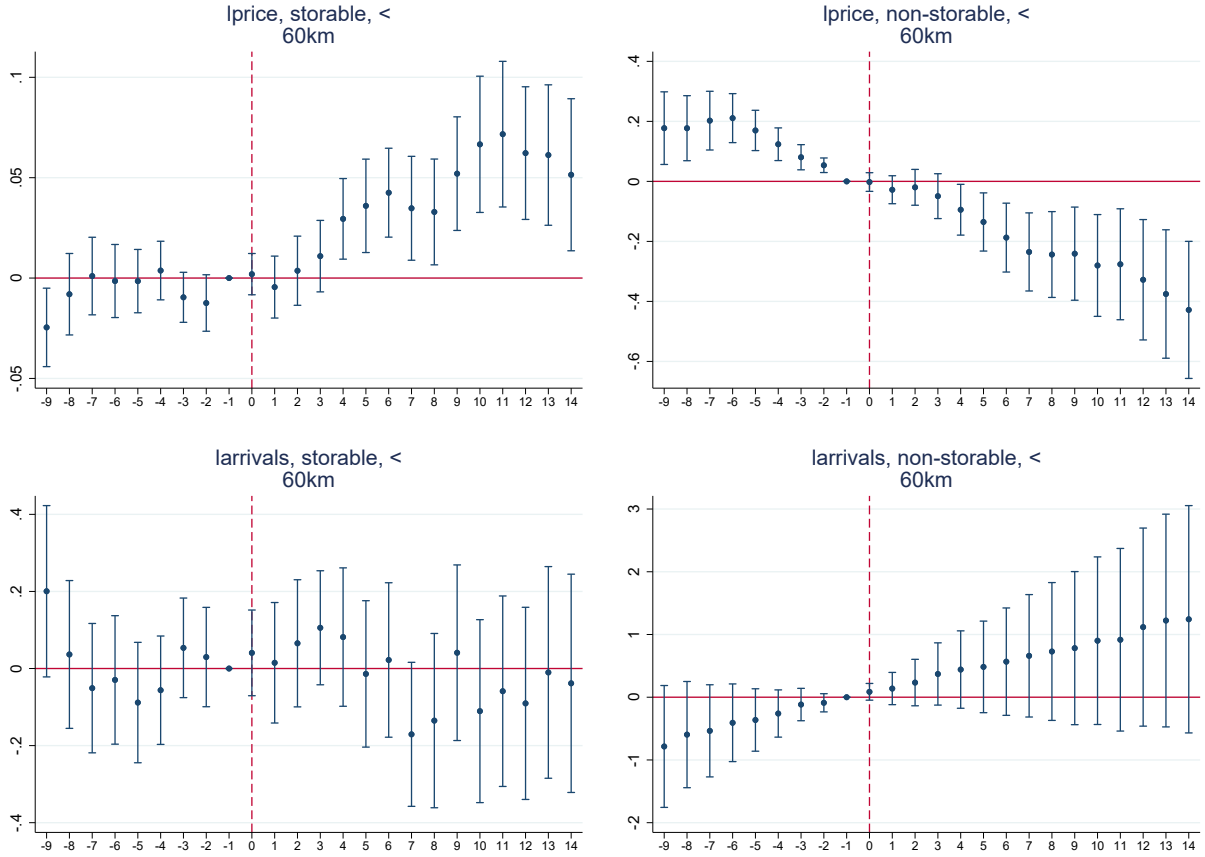 lprice, storable, <
60km
.1
.05
0
-.05
-9 -8 -7 -6 -5 -4 -3 -2 -1 0 1 2 3 4 5 6 7 8 9 10 11 12 13 14
lprice, non-storable, <
60km
.4
.2
0
-.2
-.4
-.6
-9 -8 -7 -6 -5 -4 -3 -2 -1 0 1 2 3 4 5 6 7 8 9 10 11 12 13 14
larrivals, storable, <
60km
.4
.2
0
-.2
-.4
-9 -8 -7 -6 -5 -4 -3 -2 -1 0 1 2 3 4 5 6 7 8 9 10 11 12 13 14
larrivals, non-storable, <
60km
3
2
1
0
-1
-2
-9 -8 -7 -6 -5 -4 -3 -2 -1 0 1 2 3 4 5 6 7 8 9 10 11 12 13 14